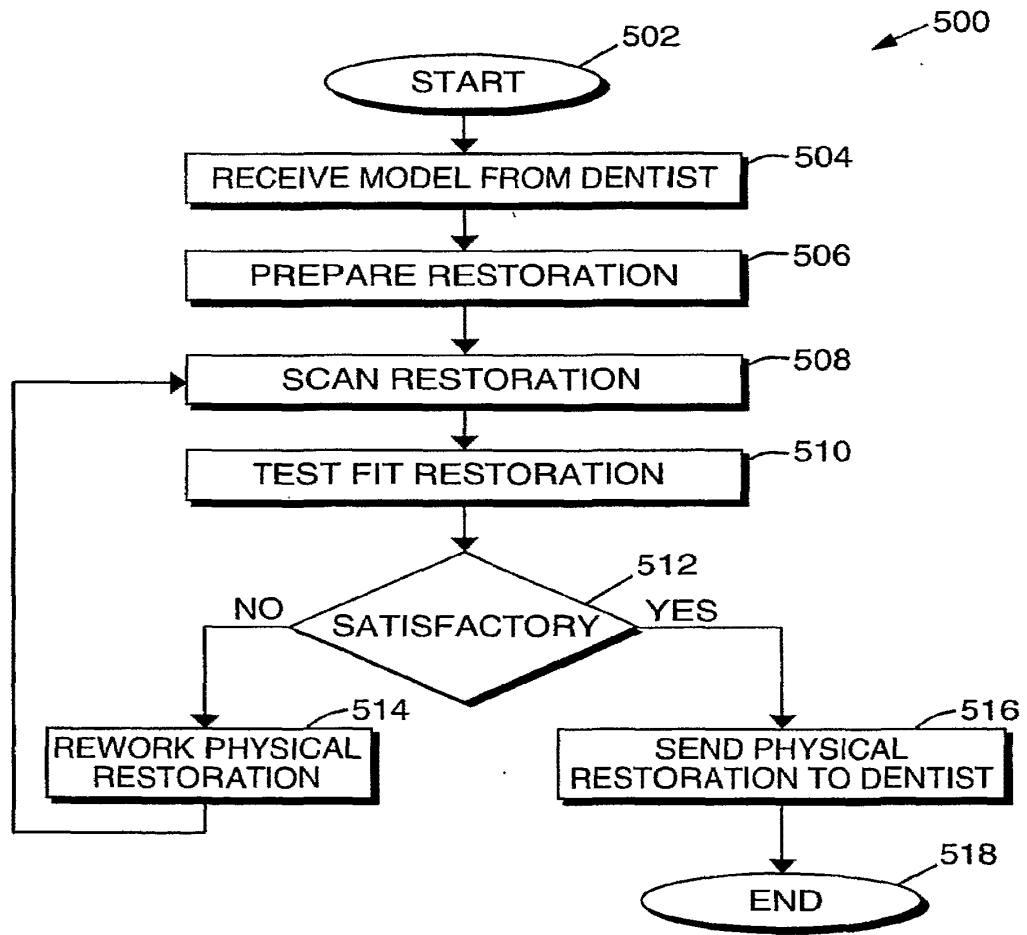 500
502
START
504
RECEIVE MODEL FROM DENTIST
506
PREPARE RESTORATION
508
SCAN RESTORATION
510
TEST FIT RESTORATION
512
NO
SATISFACTORY
YES
514
REWORK PHYSICAL
RESTORATION
516
SEND PHYSICAL
RESTORATION TO DENTIST
518
END